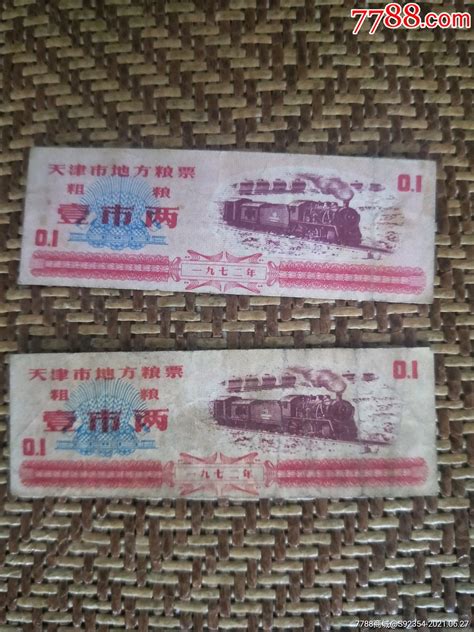 7788.com
天津市地方粮票
粗 粮
壹市两
0.1
0.1
一九七二年
天津市地方粮票
粗 粮
壹市两
0.1
0.1
一九七二年
7788商城@S92354-2021.06.27